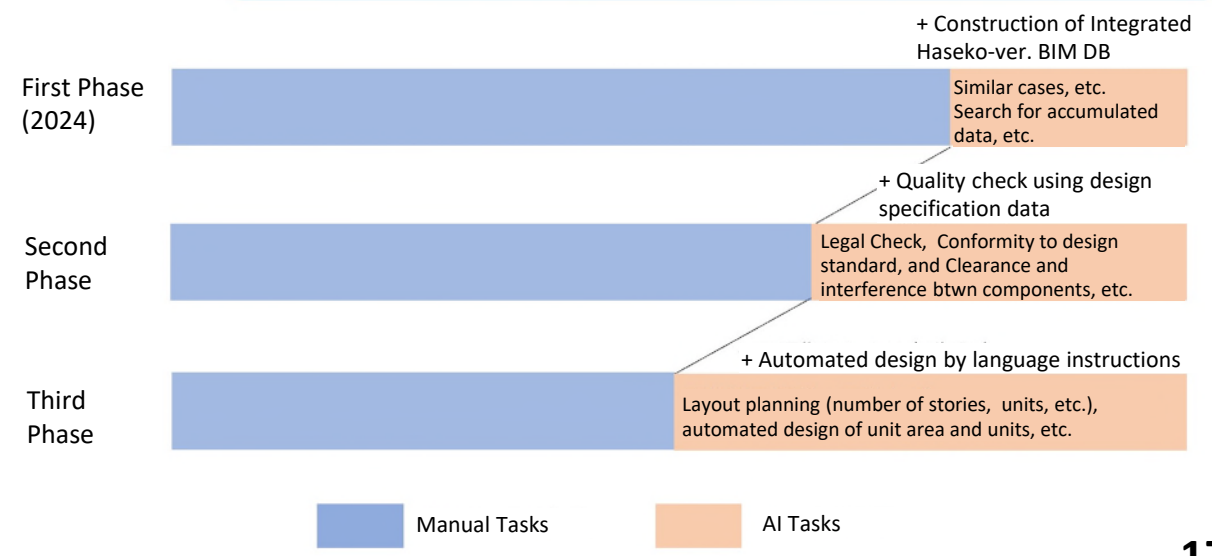 + Construction of Integrated
Haseko-ver. BIM DB
First Phase
(2024)
Similar cases, etc.
Search for accumulated
data, etc.
+ Quality check using design
specification data
Second
Phase
Legal Check, Conformity to design
standard, and Clearance and
interference btwn components, etc.
+ Automated design by language instructions
Third
Phase
Layout planning (number of stories, units, etc.),
automated design of unit area and units, etc.
Manual Tasks
AI Tasks